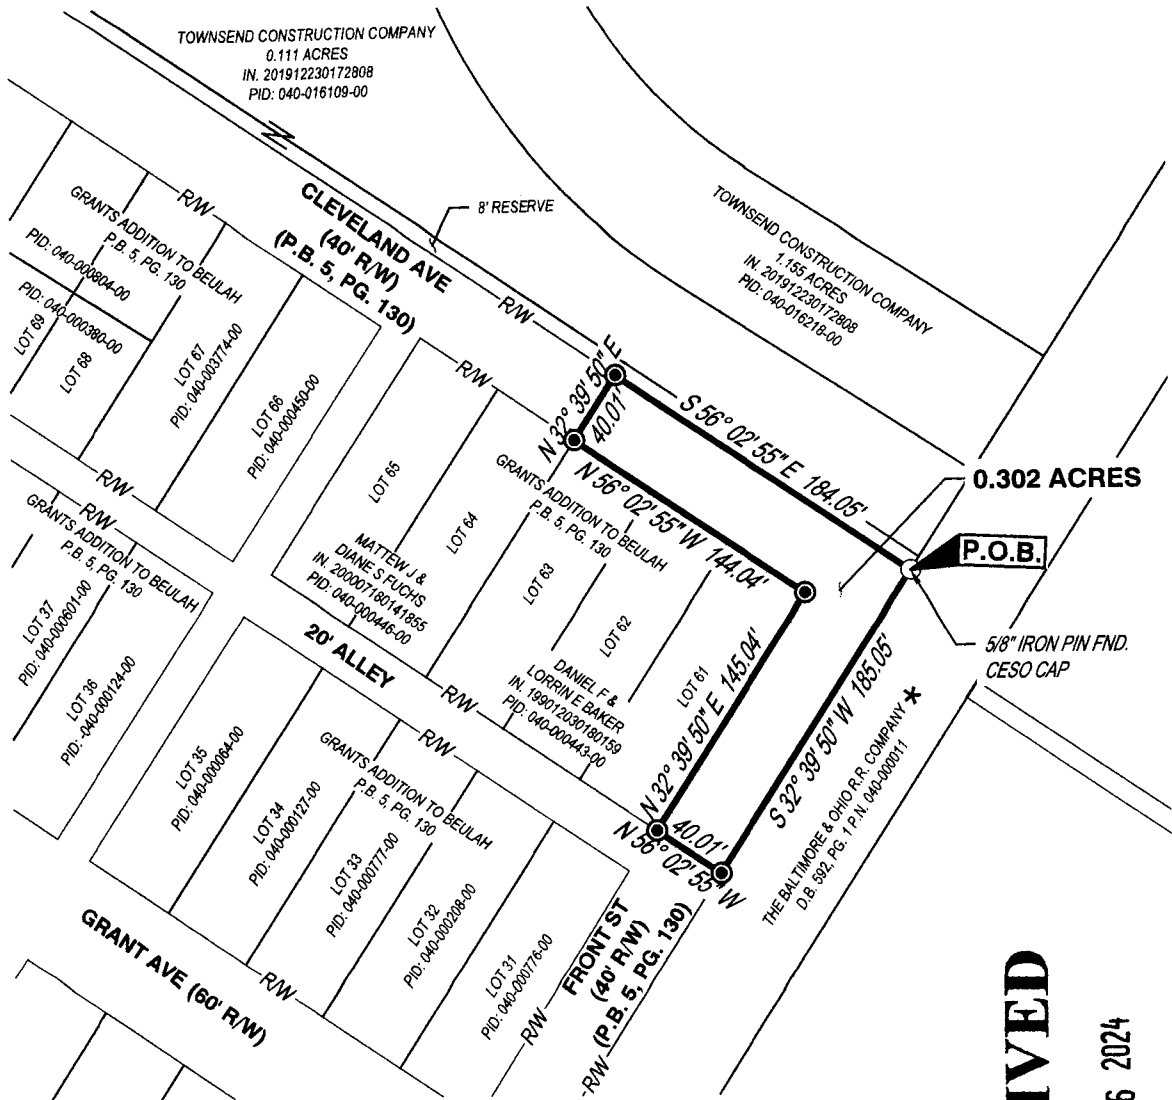 TOWNSEND CONSTRUCTION COMPANY
0.111 ACRES
IN. 201912230172808
PID: 040-016109-00
8' RESERVE
CLEVELAND AVE
(40' R/W)
(P.B. 5, PG. 130)
R/W
R/W
TOWNSEND CONSTRUCTION COMPANY
1.155 ACRES
IN. 201912230172808
PID: 040-016218-00
GRANTS ADDITION TO BEULAH
P.B. 5, PG. 130
PID: 040-000804-00
PID: 040-000380-00
LOT 69
LOT 68
LOT 67
PID: 040-003774-00
LOT 66
PID: 040-000450-00
R/W
N 32° 39' 50" E
40.01'
S 56° 02' 55" E 184.05'
N 56° 02' 55" W 144.04'
0.302 ACRES
P.O.B.
5/8" IRON PIN FND.
CESO CAP
LOT 65
LOT 64
GRANTS ADDITION TO BEULAH
P.B. 5, PG. 130
LOT 63
LOT 62
LOT 61
MATTEW J &
DIANE S FUCHS
IN. 200007180141855
PID: 040-000446-00
DANIEL F &
LORRIN E BAKER
IN. 199012030180159
PID: 040-000443-00
N 32° 39' 50" E 145.04'
S 32° 39' 50" W 185.05'
THE BALTIMORE & OHIO R.R. COMPANY *
D.B. 592, PG. 1 P.N. 040-000011
R/W
R/W
GRANTS ADDITION TO BEULAH
P.B. 5, PG. 130
LOT 37
PID: 040-000601-00
LOT 36
PID: -040-000124-00
20' ALLEY
R/W
R/W
LOT 35
PID: 040-000064-00
GRANTS ADDITION TO BEULAH
P.B. 5, PG. 130
LOT 34
PID: 040-000127-00
LOT 33
PID: 040-000777-00
LOT 32
PID: 040-000208-00
LOT 31
PID: 040-000776-00
40.01'
N 56° 02' 55" W
FRONT ST
(40' R/W)
(P.B. 5, PG. 130)
R/W
R/W
GRANT AVE (60' R/W)
R/W
IVED
6 2024